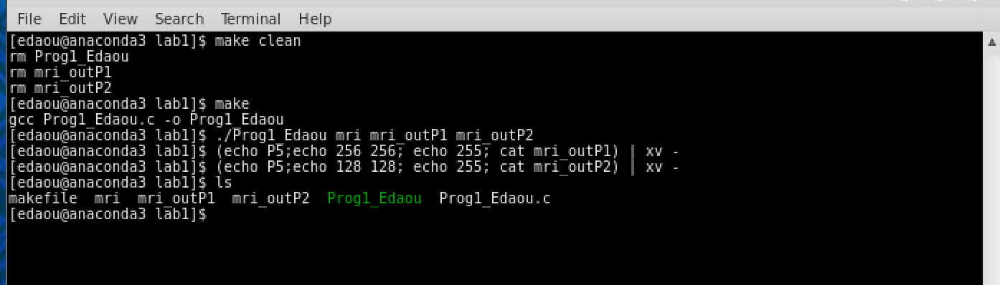 File Edit View Search Terminal Help
[edaou@anaconda3 lab1]$ make clean
rm Prog1_Edaou
rm mri_outP1
rm mri_outP2
[edaou@anaconda3 lab1]$ make
gcc Prog1_Edaou.c -o Prog1_Edaou
[edaou@anaconda3 lab1]$ ./Prog1_Edaou mri mri_outP1 mri_outP2
[edaou@anaconda3 lab1]$ (echo P5;echo 256 256; echo 255; cat mri_outP1) | xv -
[edaou@anaconda3 lab1]$ (echo P5;echo 128 128; echo 255; cat mri_outP2) | xv -
[edaou@anaconda3 lab1]$ ls
makefile  mri  mri_outP1  mri_outP2  Prog1_Edaou  Prog1_Edaou.c
[edaou@anaconda3 lab1]$